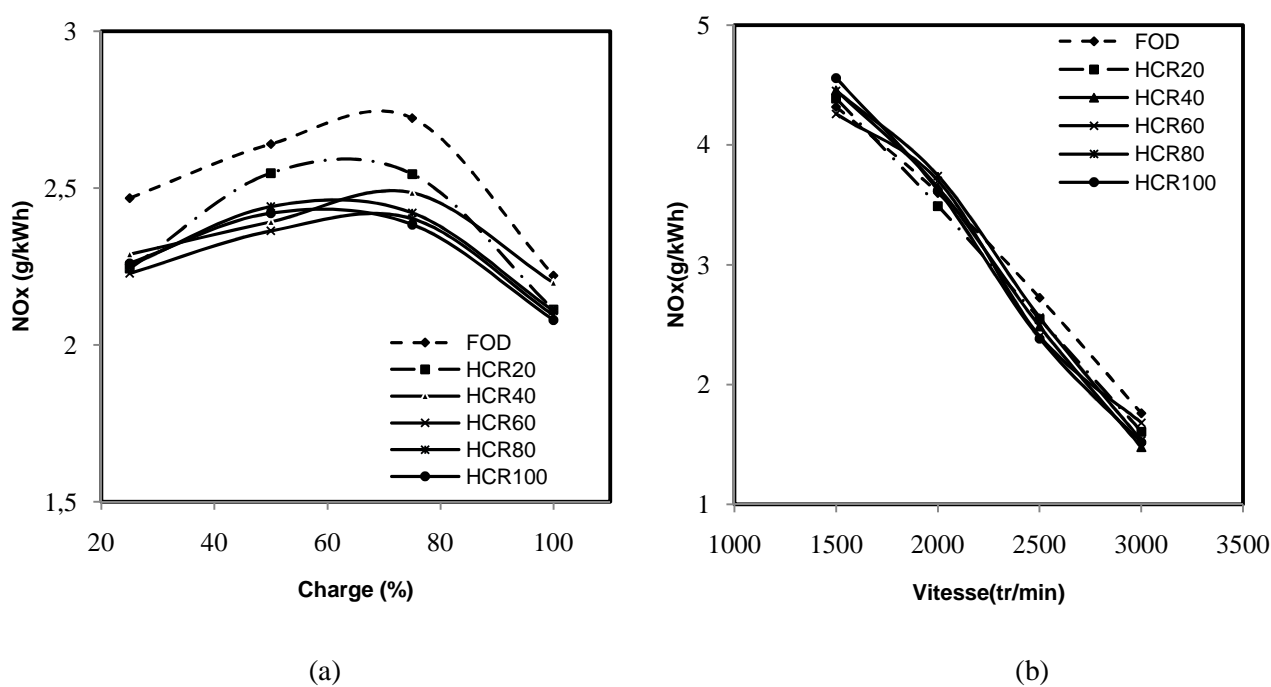 3
2,5
2
1,5
20 40 60 80 100
NOx (g/kWh)
Charge (%)
FOD
HCR20
HCR40
HCR60
HCR80
HCR100
(a)
5
4
3
2
1
1000 1500 2000 2500 3000 3500
NOx(g/kWh)
Vitesse(tr/min)
FOD
HCR20
HCR40
HCR60
HCR80
HCR100
(b)